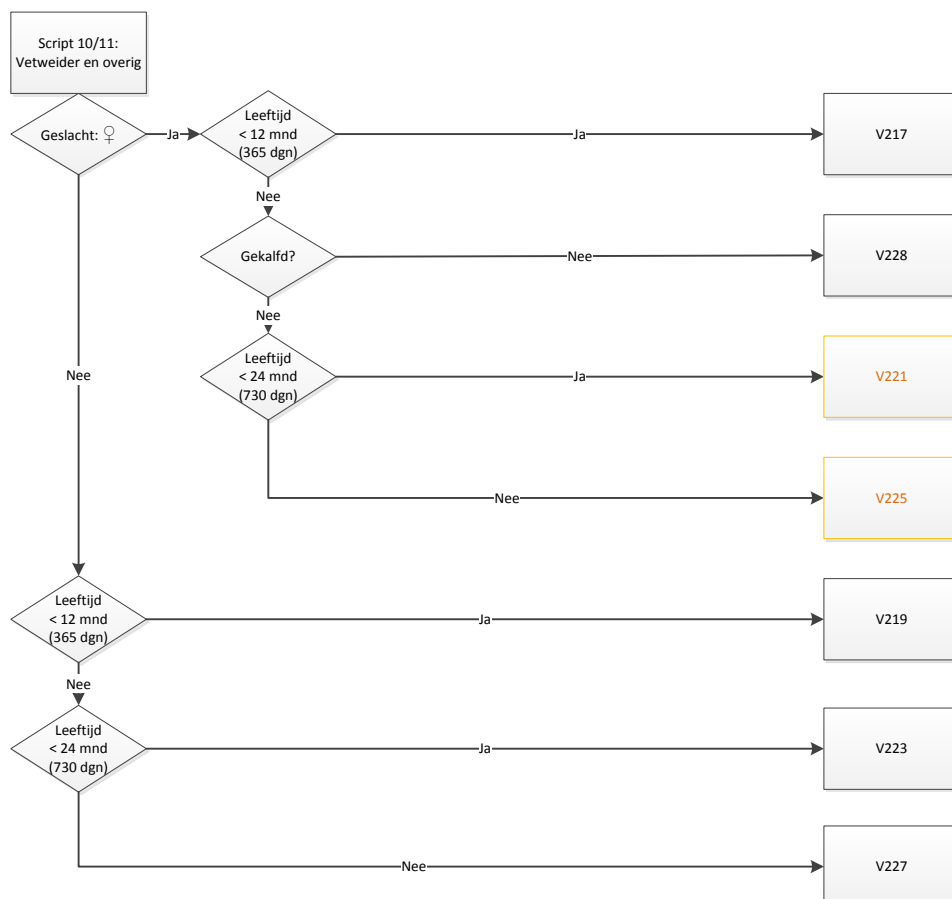 Script 10/11:
Vetweider en overig
Geslacht: ♀
Ja
Leeftijd
< 12 mnd
(365 dgn)
Ja
V217
Nee
Gekalfd?
Nee
V228
Nee
Leeftijd
< 24 mnd
(730 dgn)
Ja
V221
Nee
V225
Nee
Leeftijd
< 12 mnd
(365 dgn)
Ja
V219
Nee
Leeftijd
< 24 mnd
(730 dgn)
Ja
V223
Nee
V227